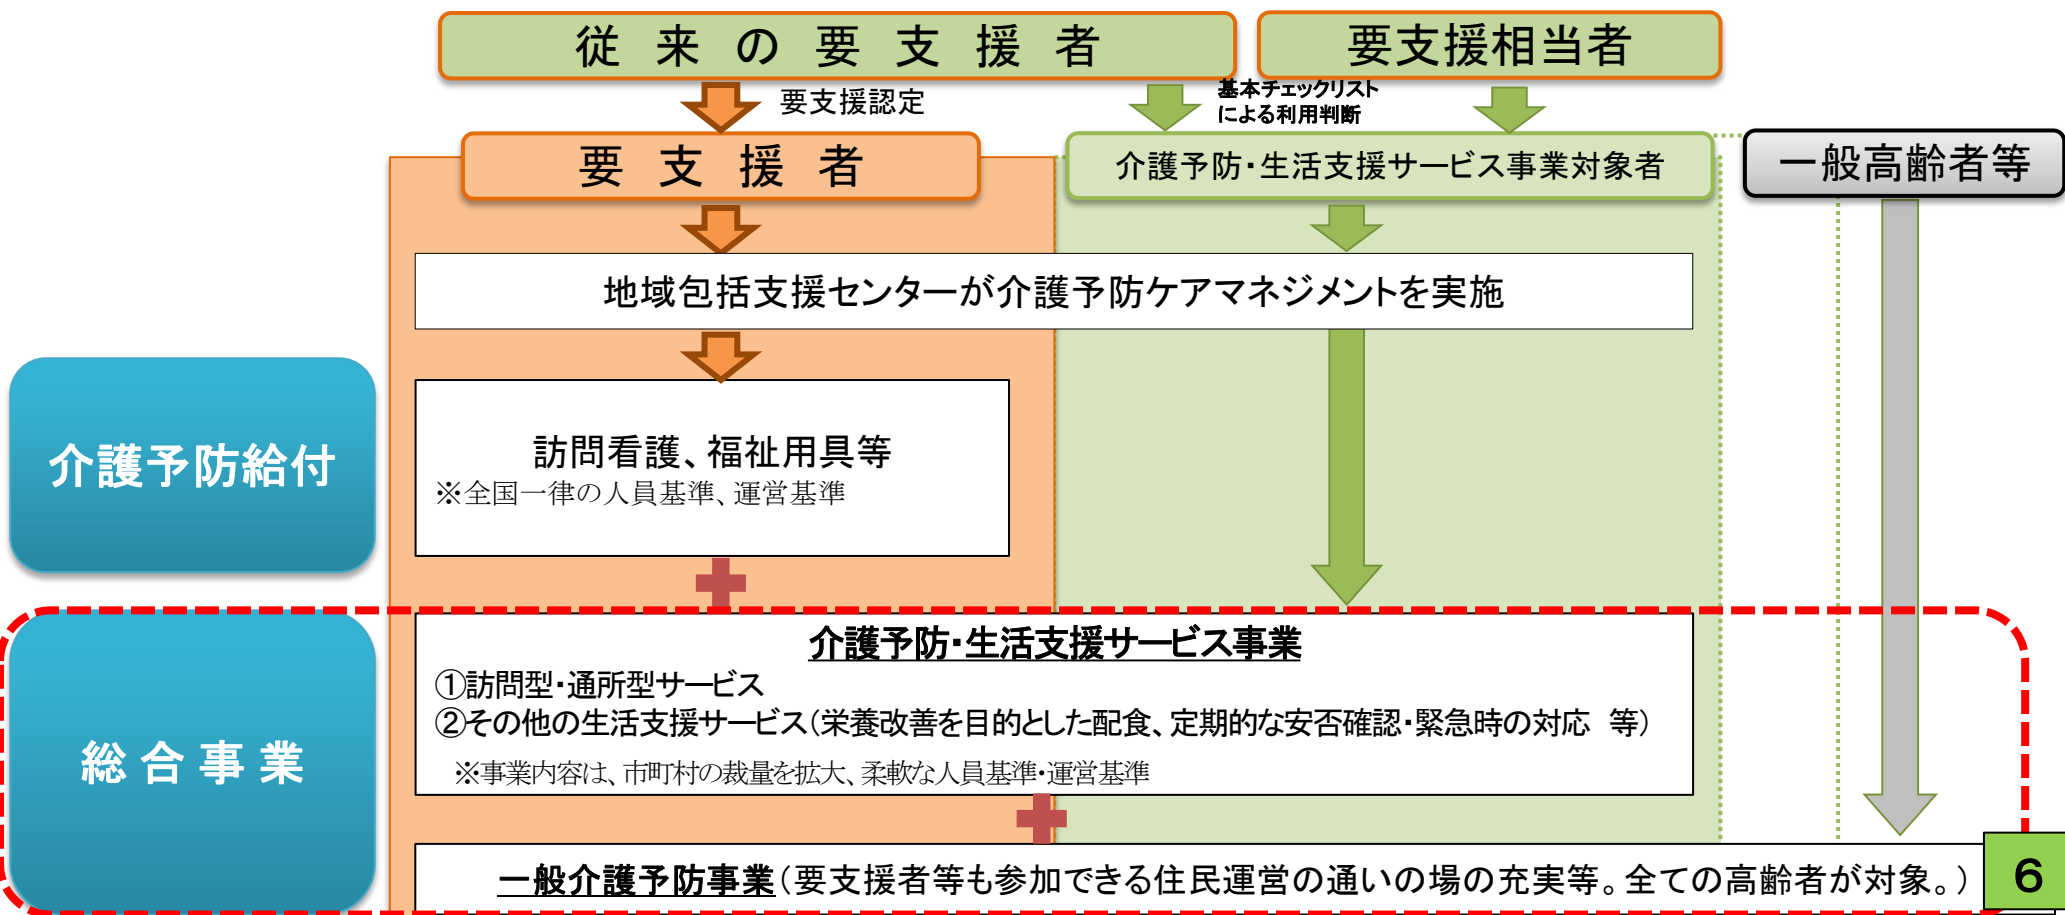 従来の要支援者
要支援相当者
要支援認定
基本チェックリスト
による利用判断
要支援者
介護予防・生活支援サービス事業対象者
一般高齢者等
地域包括支援センターが介護予防ケアマネジメントを実施
介護予防給付
訪問看護、福祉用具等
※全国一律の人員基準、運営基準
総合事業
介護予防・生活支援サービス事業
①訪問型・通所型サービス
②その他の生活支援サービス（栄養改善を目的とした配食、定期的な安否確認・緊急時の対応　等）
※事業内容は、市町村の裁量を拡大、柔軟な人員基準・運営基準
一般介護予防事業（要支援者等も参加できる住民運営の通いの場の充実等。全ての高齢者が対象。）
6